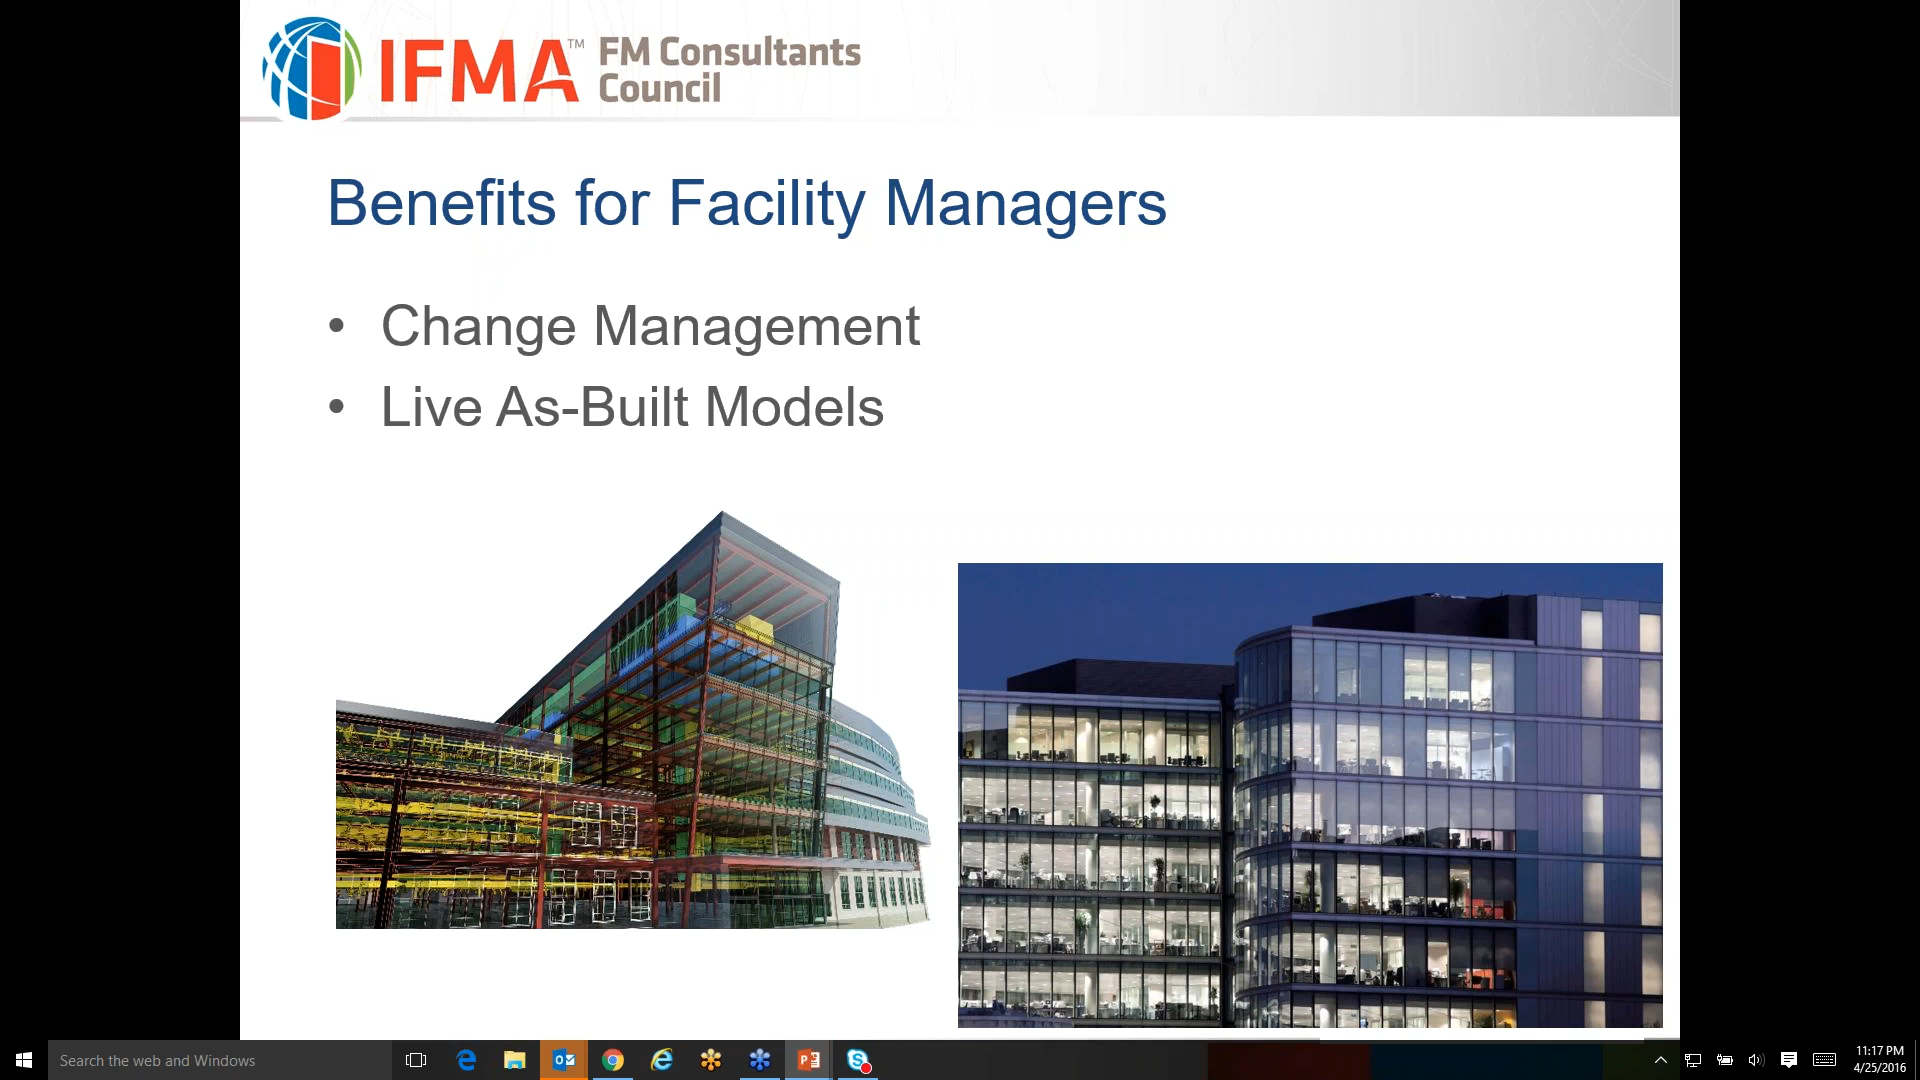 IFMA™ FM Consultants
Council
Benefits for Facility Managers
• Change Management
• Live As-Built Models
Search the web and Windows
11:17 PM
4/25/2016